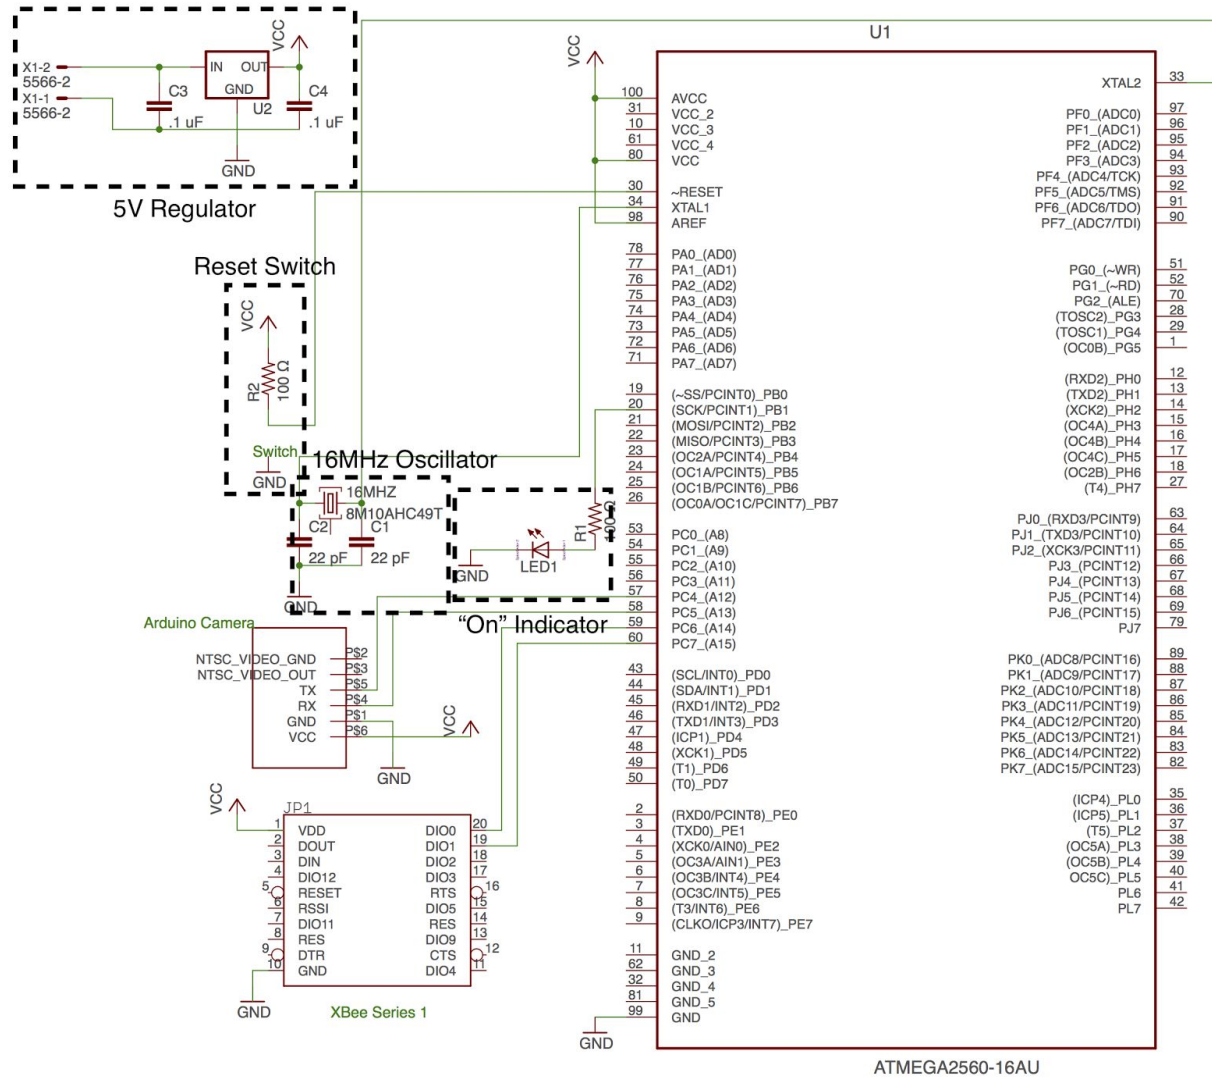 X1-2
5566-2
X1-1
5566-2
C3
.1 uF
IN
OUT
GND
U2
VCC
C4
.1 uF
GND
5V Regulator
Reset Switch
VCC
R2
100 Ω
Switch
GND
16MHz Oscillator
16MHZ
8M10AHC49T
C2
C1
22 pF
22 pF
GND
R1
100 Ω
LED1
GND
"On" Indicator
Arduino Camera
NTSC_VIDEO_GND P$2
NTSC_VIDEO_OUT P$3
TX P$5
RX P$4
GND P$1
VCC P$6
VCC
GND
VCC
JP1
1 VDD DIO0 20
2 DOUT DIO1 19
3 DIN DIO2 18
4 DIO12 DIO3 17
5 RESET RTS 16
6 RSSI DIO5 15
7 DIO11 RES 14
8 RES DIO9 13
9 DTR CTS 12
10 GND DIO4 11
GND
XBee Series 1
U1
VCC
100 AVCC
31 VCC_2
10 VCC_3
61 VCC_4
80 VCC
30 ~RESET
34 XTAL1
98 AREF
78 PA0_(AD0)
77 PA1_(AD1)
76 PA2_(AD2)
75 PA3_(AD3)
74 PA4_(AD4)
73 PA5_(AD5)
72 PA6_(AD6)
71 PA7_(AD7)
19 (~SS/PCINT0)_PB0
20 (SCK/PCINT1)_PB1
21 (MOSI/PCINT2)_PB2
22 (MISO/PCINT3)_PB3
23 (OC2A/PCINT4)_PB4
24 (OC1A/PCINT5)_PB5
25 (OC1B/PCINT6)_PB6
26 (OC0A/OC1C/PCINT7)_PB7
53 PC0_(A8)
54 PC1_(A9)
55 PC2_(A10)
56 PC3_(A11)
57 PC4_(A12)
58 PC5_(A13)
59 PC6_(A14)
60 PC7_(A15)
43 (SCL/INT0)_PD0
44 (SDA/INT1)_PD1
45 (RXD1/INT2)_PD2
46 (TXD1/INT3)_PD3
47 (ICP1)_PD4
48 (XCK1)_PD5
49 (T1)_PD6
50 (T0)_PD7
2 (RXD0/PCINT8)_PE0
3 (TXD0)_PE1
4 (XCK0/AIN0)_PE2
5 (OC3A/AIN1)_PE3
6 (OC3B/INT4)_PE4
7 (OC3C/INT5)_PE5
8 (T3/INT6)_PE6
9 (CLKO/ICP3/INT7)_PE7
11 GND_2
62 GND_3
32 GND_4
81 GND_5
99 GND
GND
XTAL2 33
PF0_(ADC0) 97
PF1_(ADC1) 96
PF2_(ADC2) 95
PF3_(ADC3) 94
PF4_(ADC4/TCK) 93
PF5_(ADC5/TMS) 92
PF6_(ADC6/TDO) 91
PF7_(ADC7/TDI) 90
PG0_(~WR) 51
PG1_(~RD) 52
PG2_(ALE) 70
(TOSC2)_PG3 28
(TOSC1)_PG4 29
(OC0B)_PG5 1
(RXD2)_PH0 12
(TXD2)_PH1 13
(XCK2)_PH2 14
(OC4A)_PH3 15
(OC4B)_PH4 16
(OC4C)_PH5 17
(OC2B)_PH6 18
(T4)_PH7 27
PJ0_(RXD3/PCINT9) 63
PJ1_(TXD3/PCINT10) 64
PJ2_(XCK3/PCINT11) 65
PJ3_(PCINT12) 66
PJ4_(PCINT13) 67
PJ5_(PCINT14) 68
PJ6_(PCINT15) 69
PJ7 79
PK0_(ADC8/PCINT16) 89
PK1_(ADC9/PCINT17) 88
PK2_(ADC10/PCINT18) 87
PK3_(ADC11/PCINT19) 86
PK4_(ADC12/PCINT20) 85
PK5_(ADC13/PCINT21) 84
PK6_(ADC14/PCINT22) 83
PK7_(ADC15/PCINT23) 82
(ICP4)_PL0 35
(ICP5)_PL1 36
(T5)_PL2 37
(OC5A)_PL3 38
(OC5B)_PL4 39
OC5C)_PL5 40
PL6 41
PL7 42
ATMEGA2560-16AU